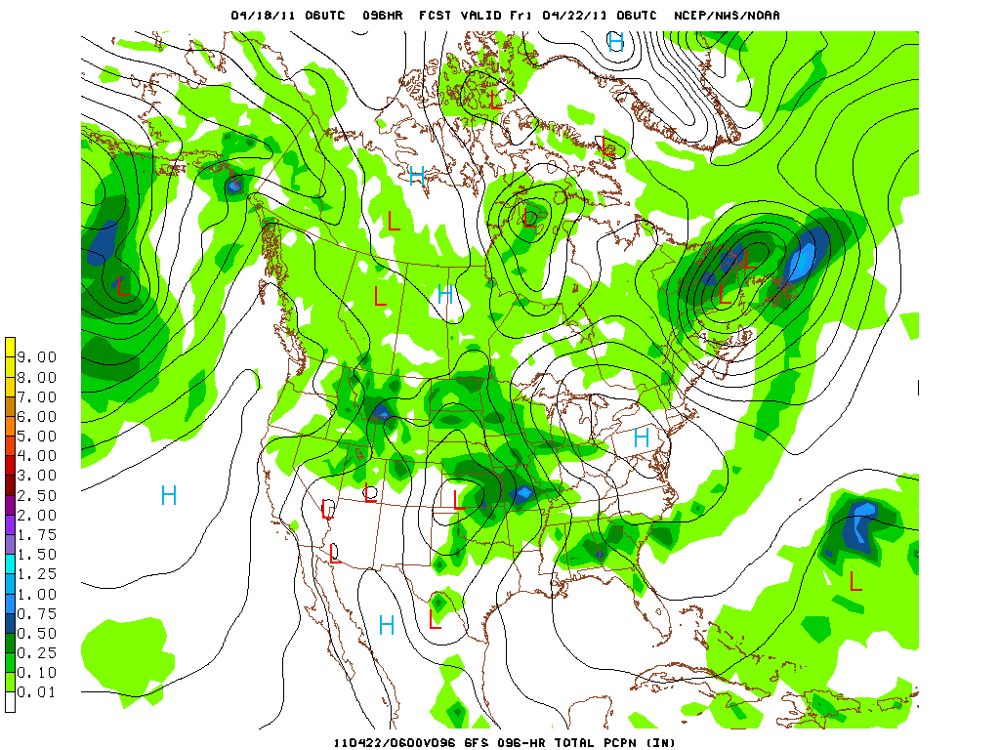 04/18/11 06UTC 096HR FCST VALID Fri 04/22/11 06UTC NCEP/NWS/NOAA
H
L
L
H
L
L
L
L
H
L
L
L
H
H
L
L
L
L
L
H
L
9.00
8.00
7.00
6.00
5.00
4.00
3.00
2.50
2.00
1.75
1.50
1.25
1.00
0.75
0.50
0.25
0.10
0.01
110422/0600V096 GFS 096-HR TOTAL PCPN (IN)